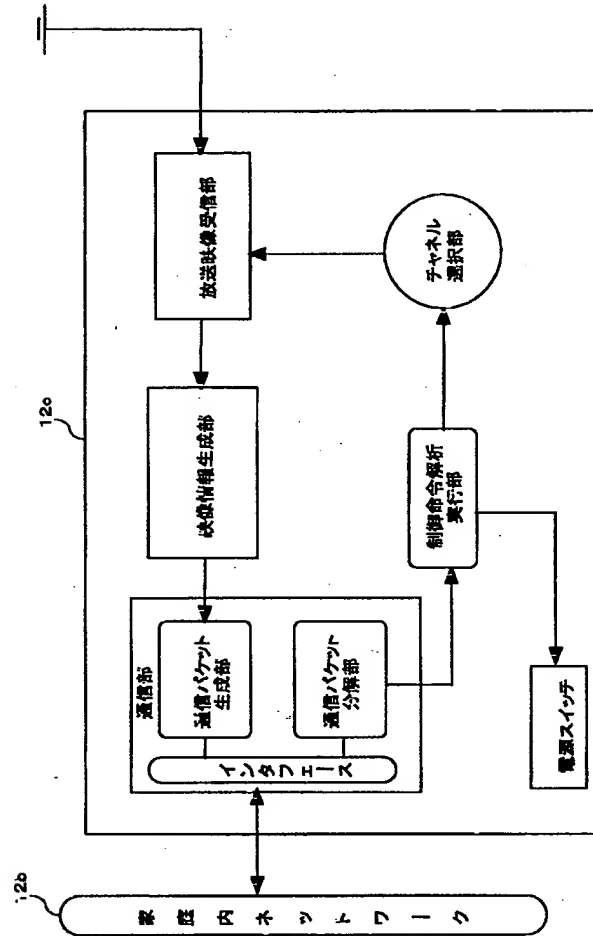 12c
放送映像受信部
映像情報生成部
通信部
通信パケット
生成部
通信パケット
分解部
インタフェース
制御命令解析
実行部
チャネル
選択部
電源スイッチ
12b
家庭内ネットワーク